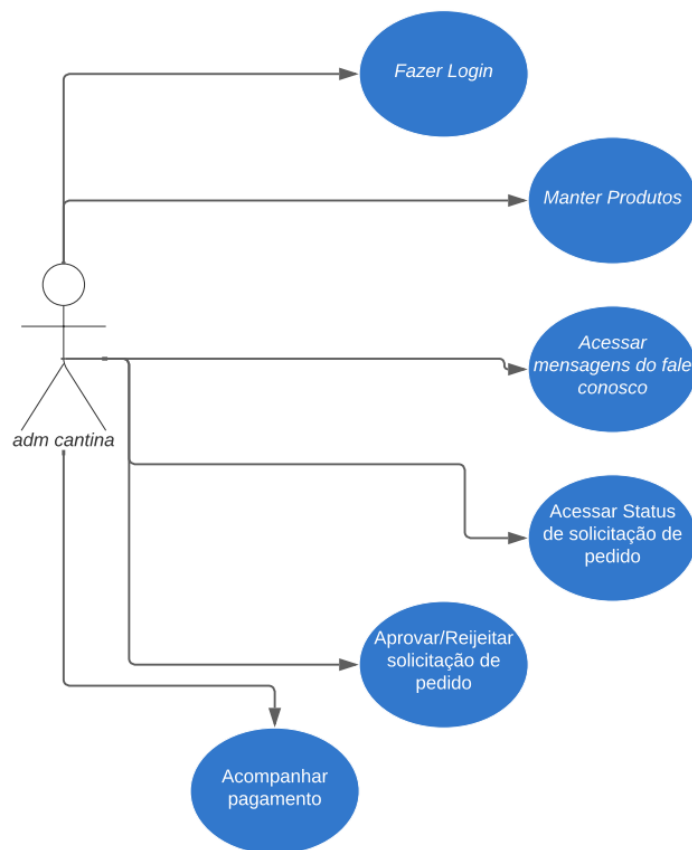 Fazer Login
Manter Produtos
Acessar
mensagens do fale
conosco
adm cantina
Acessar Status
de solicitação de
pedido
Aprovar/Reijeitar
solicitação de
pedido
Acompanhar
pagamento